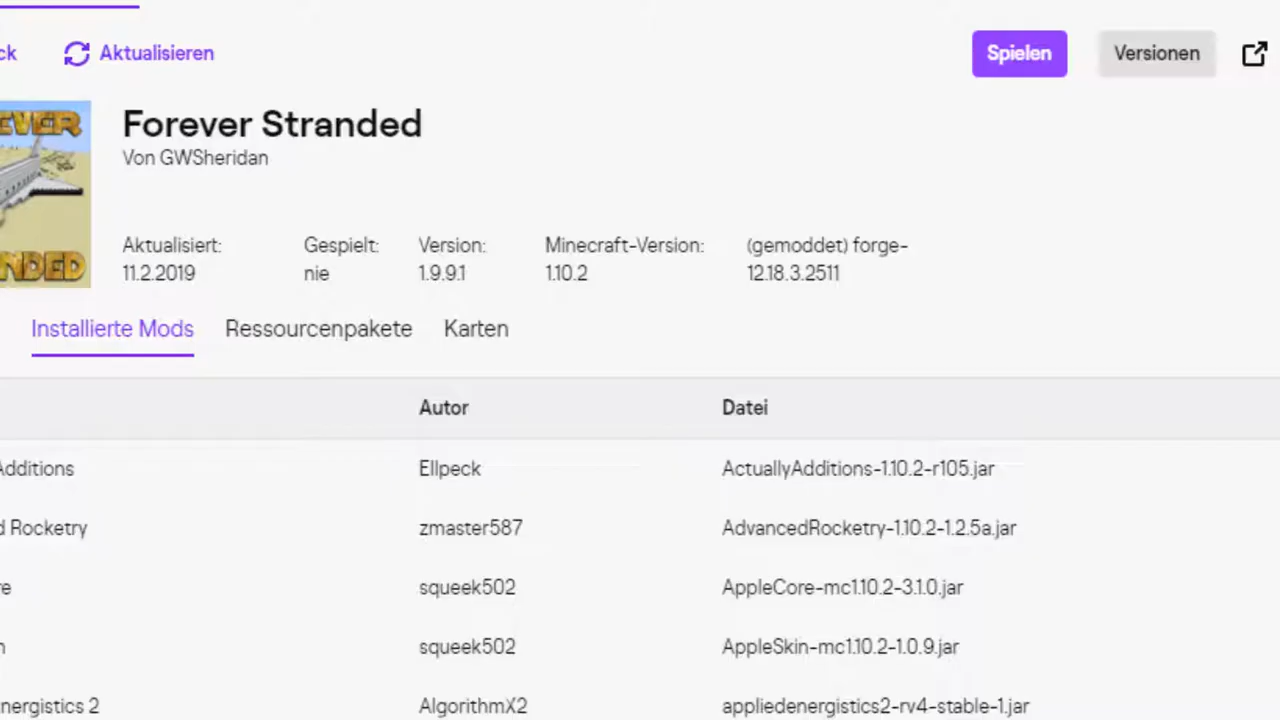 ck
Aktualisieren
Spielen
Versionen
EVER
NDED
Forever Stranded
Von GWSheridan
Aktualisiert:
Gespielt:
Version:
Minecraft-Version:
(gemoddet) forge-
11.2.2019
nie
1.9.9.1
1.10.2
12.18.3.2511
Installierte Mods
Ressourcenpakete
Karten
Autor
Datei
Additions
Ellpeck
ActuallyAdditions-1.10.2-r105.jar
d Rocketry
zmaster587
AdvancedRocketry-1.10.2-1.2.5a.jar
re
squeek502
AppleCore-mc1.10.2-3.1.0.jar
n
squeek502
AppleSkin-mc1.10.2-1.0.9.jar
nergistics 2
AlgorithmX2
appliedenergistics2-rv4-stable-1.jar